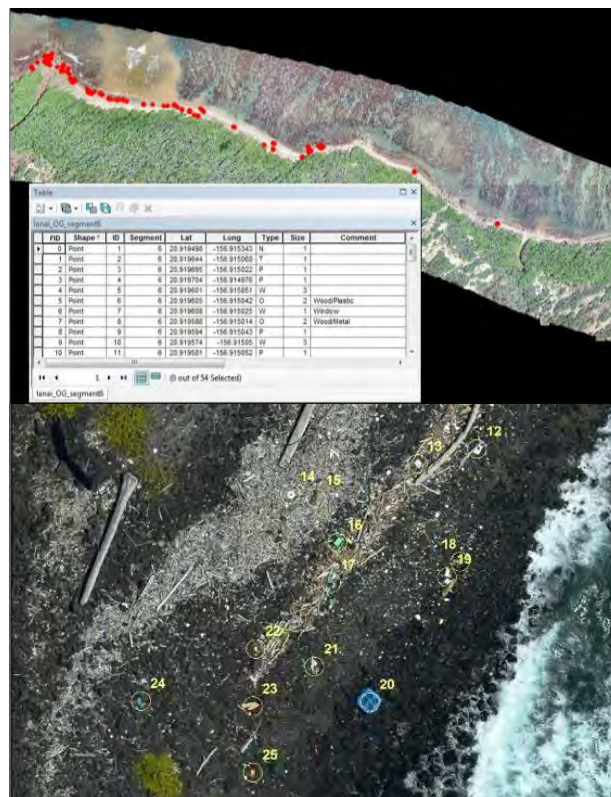 Table
lanai_OG_segment6
FID Shape * ID Segment Lat Long Type Size Comment
0 Point 1 6 20.919498 -156.915343 N 1
1 Point 2 6 20.919644 -156.915068 T 1
2 Point 3 6 20.919695 -156.915022 P 1
3 Point 4 6 20.919704 -156.914976 P 1
4 Point 5 6 20.919601 -156.915051 W 3
5 Point 6 6 20.919605 -156.915042 O 2 Wood/Plastic
6 Point 7 6 20.919608 -156.915025 W 1 Window
7 Point 8 6 20.919588 -156.915014 O 2 Wood/Metal
8 Point 9 6 20.919594 -156.915043 P 1
9 Point 10 6 20.919574 -156.91505 W 3
10 Point 11 6 20.919581 -156.915052 P 1
1
(0 out of 54 Selected)
lanai_OG_segment6
12
13
14 15
16
17
18
19
20
21
22
23
24
25